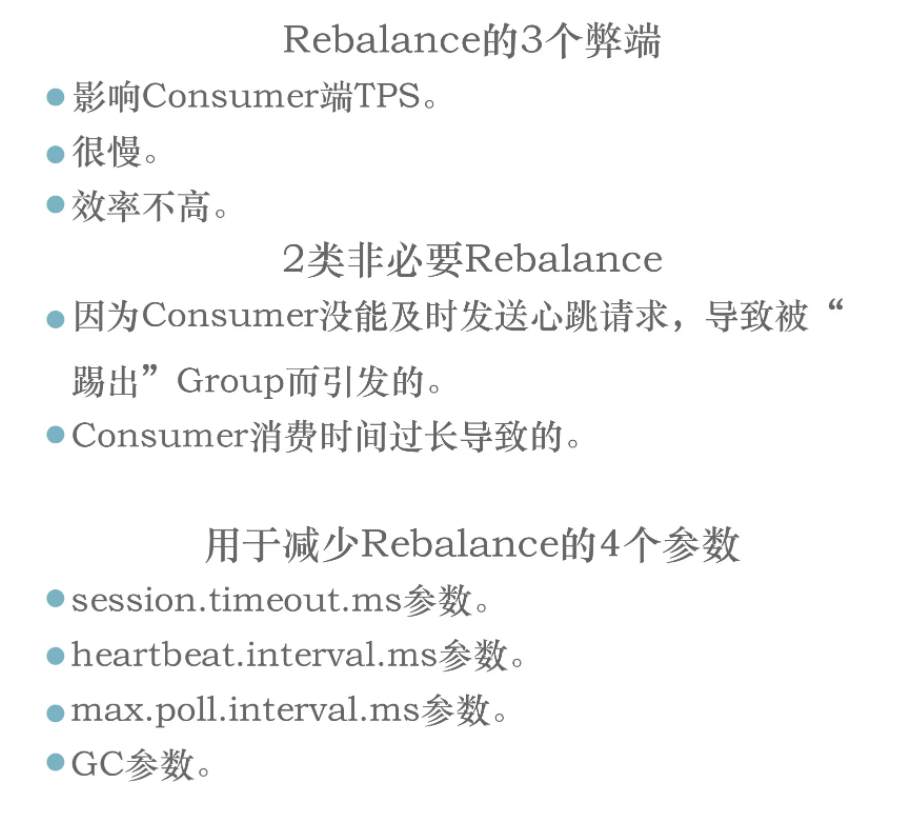 Rebalance的3个弊端
影响Consumer端TPS。
很慢。
效率不高。
2类非必要Rebalance
因为Consumer没能及时发送心跳请求，导致被“
踢出”Group而引发的。
Consumer消费时间过长导致的。
用于减少Rebalance的4个参数
session.timeout.ms参数。
heartbeat.interval.ms参数。
max.poll.interval.ms参数。
GC参数。